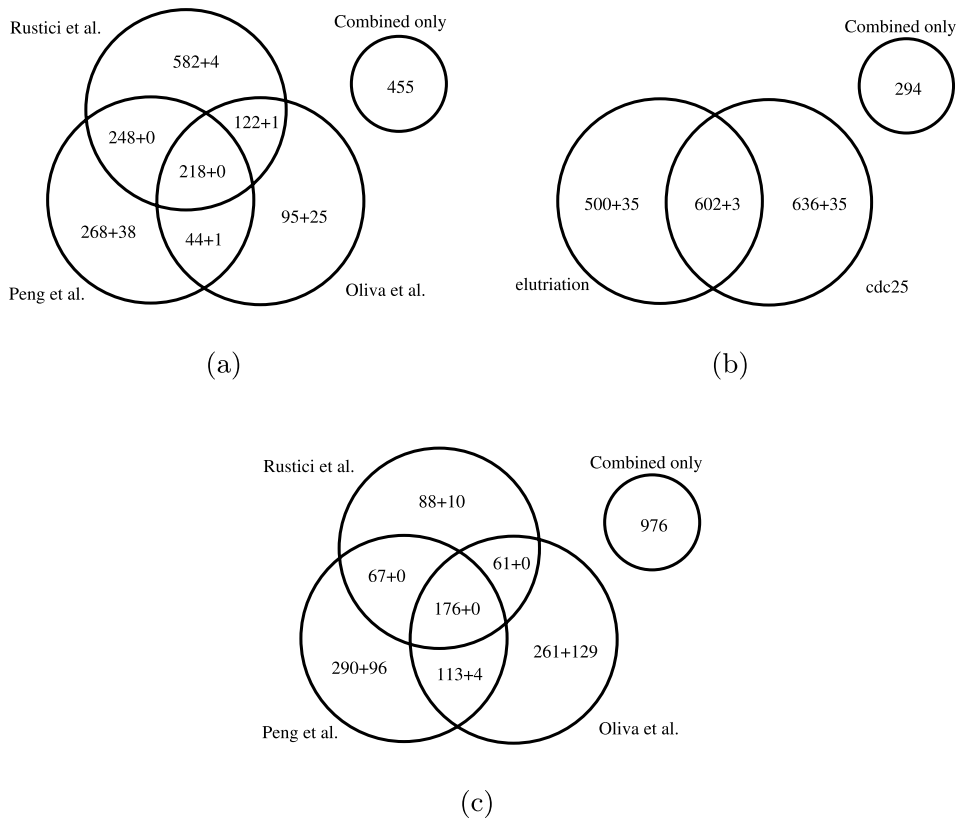 Rustici et al.
Combined only
582+4
455
248+0
122+1
218+0
268+38
44+1
95+25
Peng et al.
Oliva et al.
(a)
Combined only
294
500+35
602+3
636+35
elutriation
cdc25
(b)
Rustici et al.
Combined only
88+10
976
67+0
61+0
176+0
290+96
113+4
261+129
Peng et al.
Oliva et al.
(c)